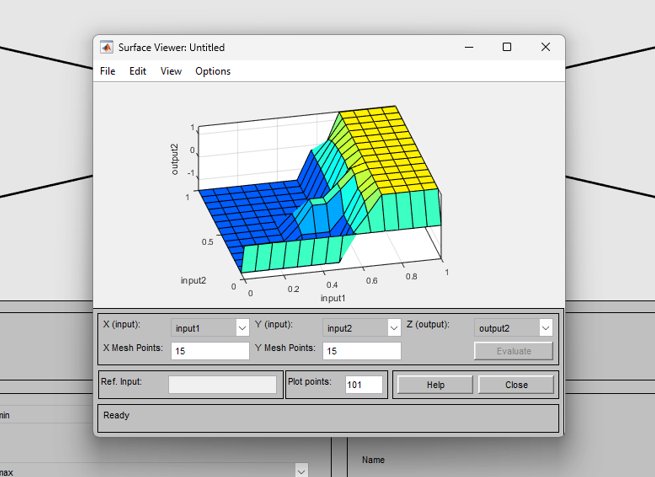 Surface Viewer: Untitled
File Edit View Options
1
0
-1
output2
1
0.5
0
input2
0 0.2 0.4 0.6 0.8 1
input1
X (input): input1 Y (input): input2 Z (output): output2
X Mesh Points: 15 Y Mesh Points: 15 Evaluate
Ref. Input: Plot points: 101 Help Close
Ready
min
Name
max